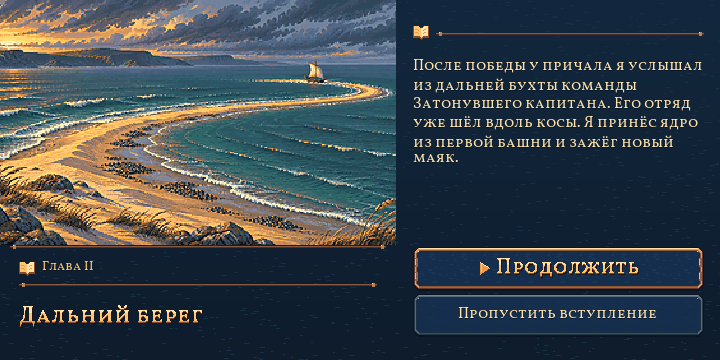 Глава II
Дальний берег
После победы у причала я услышал
из дальней бухты команды
Затонувшего капитана. Его отряд
уже шёл вдоль косы. Я принёс ядро
из первой башни и зажёг новый
маяк.
Продолжить
Пропустить вступление